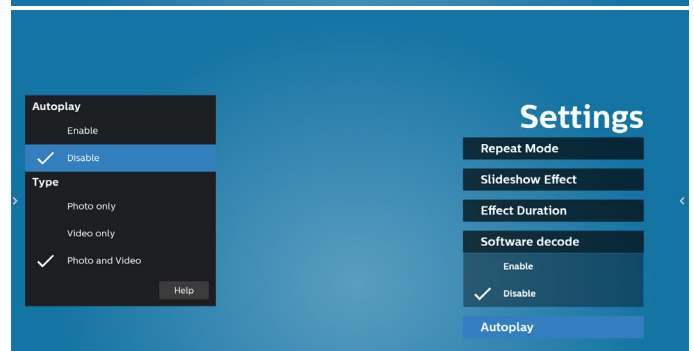 Autoplay
Enable
Disable
Type
Photo only
Video only
Photo and Video
Help
Settings
Repeat Mode
Slideshow Effect
Effect Duration
Software decode
Enable
Disable
Autoplay